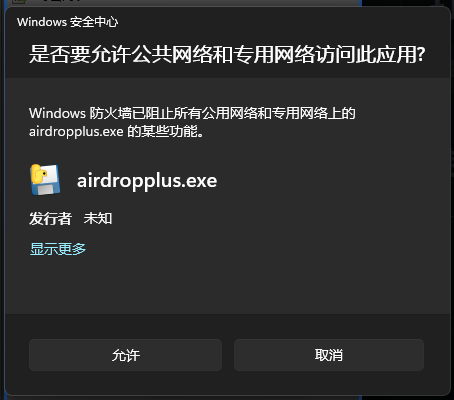 Windows 安全中心
是否要允许公共网络和专用网络访问此应用?
Windows 防火墙已阻止所有公用网络和专用网络上的
airdropplus.exe 的某些功能。
airdropplus.exe
发行者 未知
显示更多
允许 取消